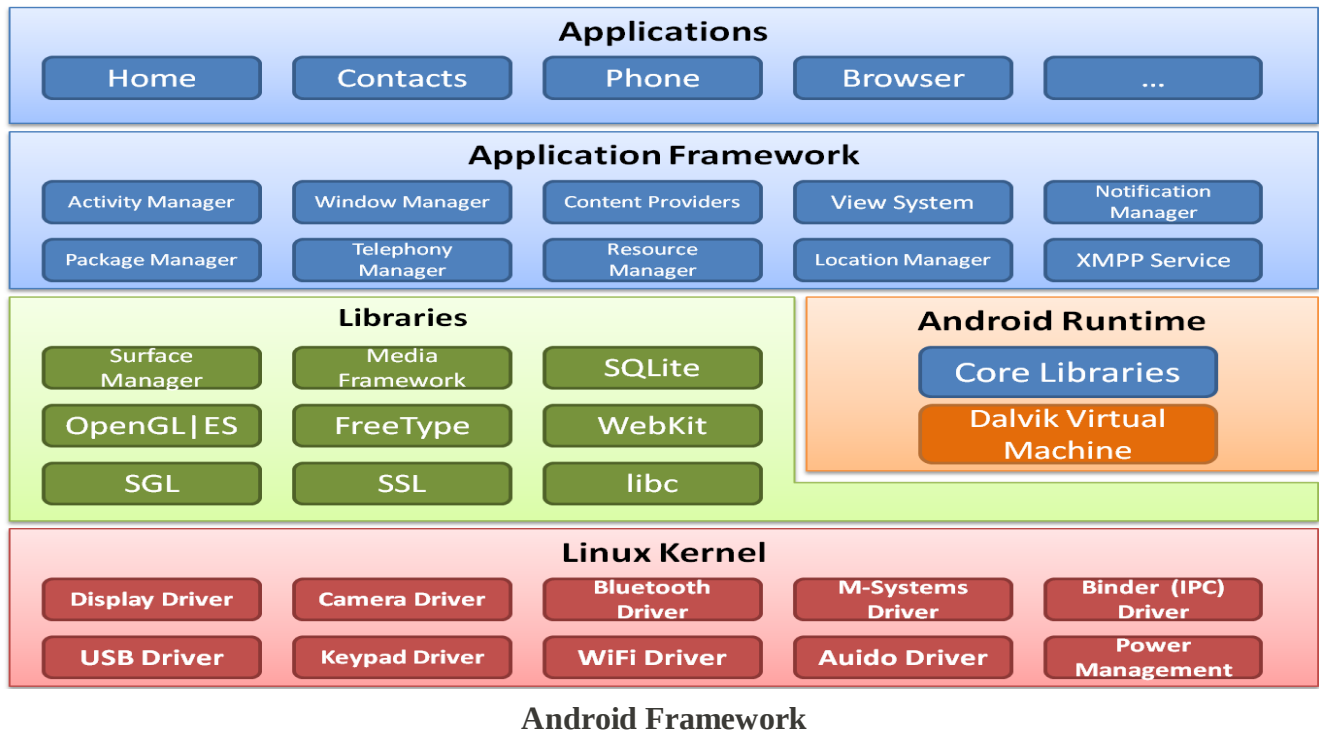 Applications
Home
Contacts
Phone
Browser
...
Application Framework
Activity Manager
Window Manager
Content Providers
View System
Notification
Manager
Package Manager
Telephony
Manager
Resource
Manager
Location Manager
XMPP Service
Libraries
Surface
Manager
Media
Framework
SQLite
OpenGL|ES
FreeType
WebKit
SGL
SSL
libc
Android Runtime
Core Libraries
Dalvik Virtual
Machine
Linux Kernel
Display Driver
Camera Driver
Bluetooth
Driver
M-Systems
Driver
Binder (IPC)
Driver
USB Driver
Keypad Driver
WiFi Driver
Auido Driver
Power
Management
Android Framework